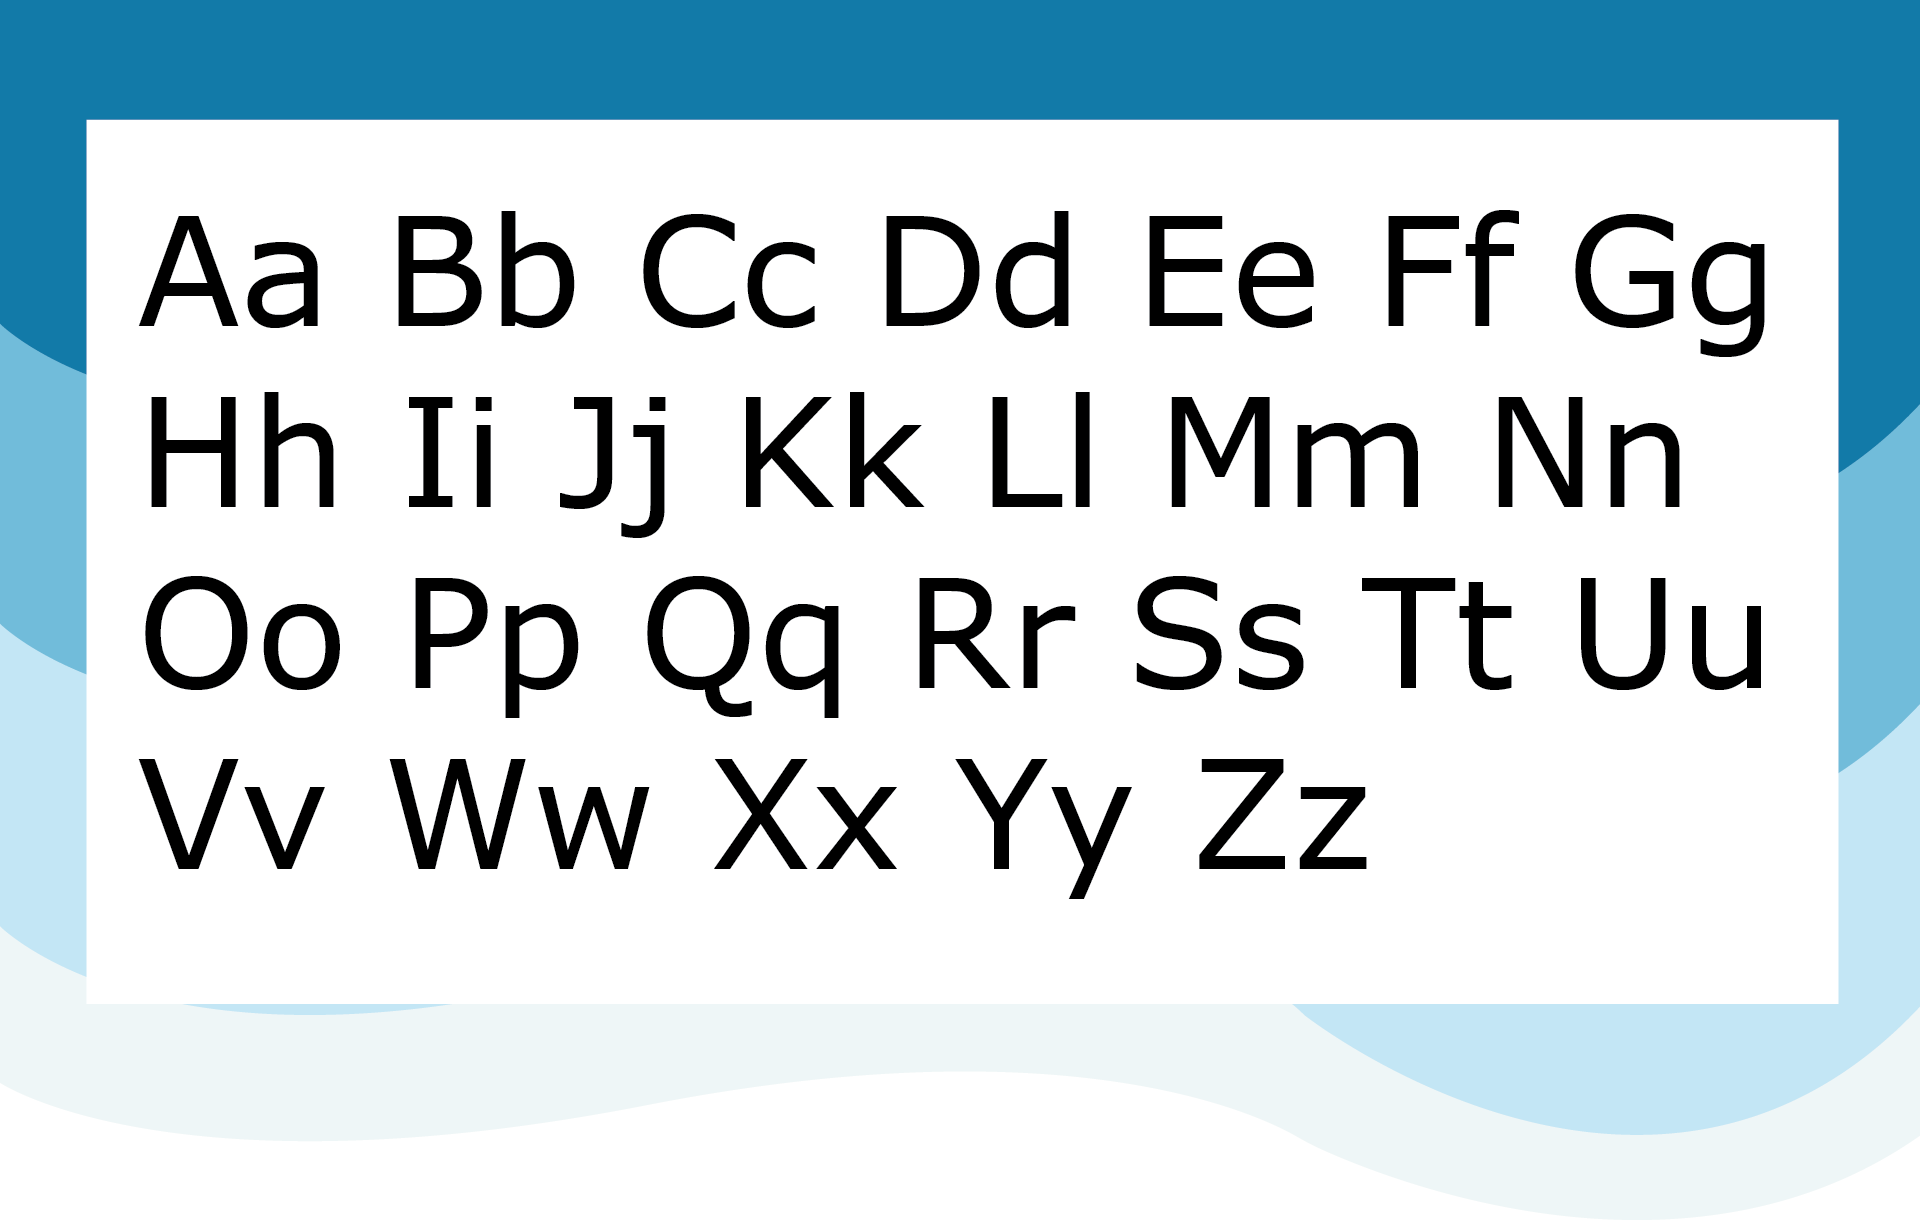 Aa Bb Cc Dd Ee Ff Gg
Hh Ii Jj Kk Ll Mm Nn
Oo Pp Qq Rr Ss Tt Uu
Vv Ww Xx Yy Zz